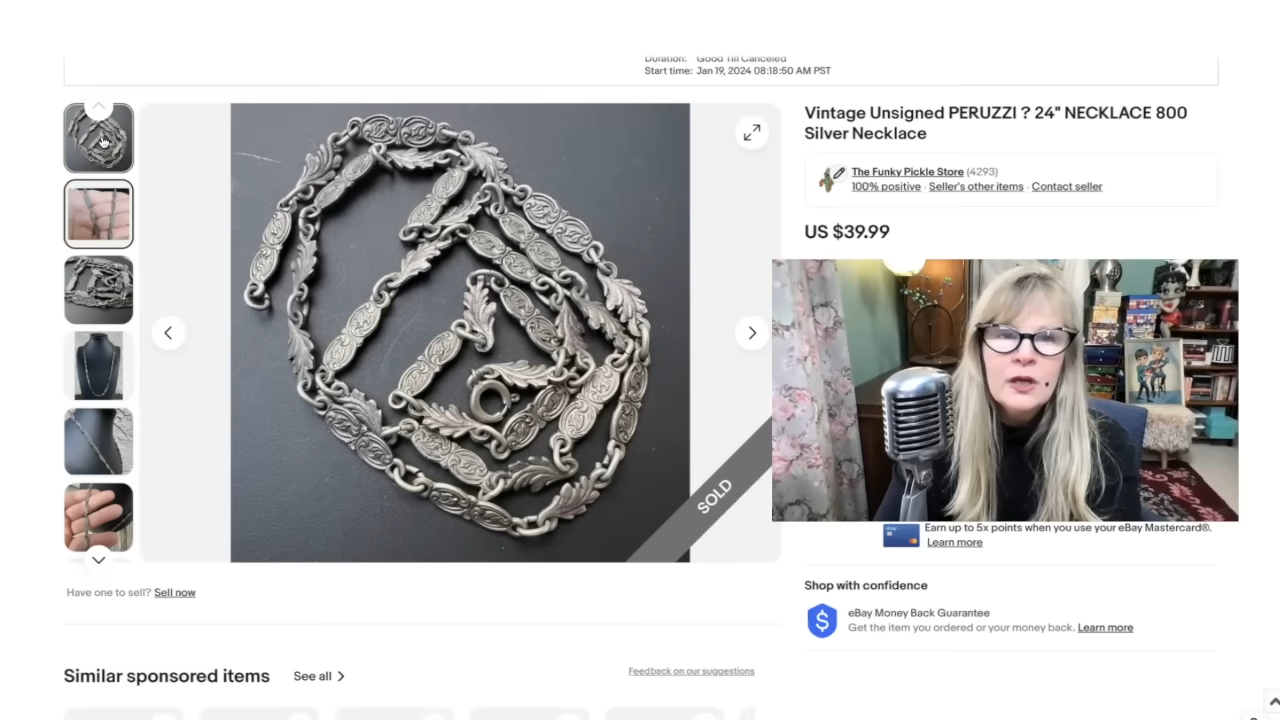 Duration: Good Till Canceled
Start time: Jan 19, 2024 08:18:50 AM PST
Vintage Unsigned PERUZZI ? 24" NECKLACE 800
Silver Necklace
The Funky Pickle Store (4293)
100% positive · Seller's other items · Contact seller
US $39.99
SOLD
Earn up to 5x points when you use your eBay Mastercard®.
Learn more
Have one to sell? Sell now
Shop with confidence
eBay Money Back Guarantee
Get the item you ordered or your money back. Learn more
Similar sponsored items See all
Feedback on our suggestions